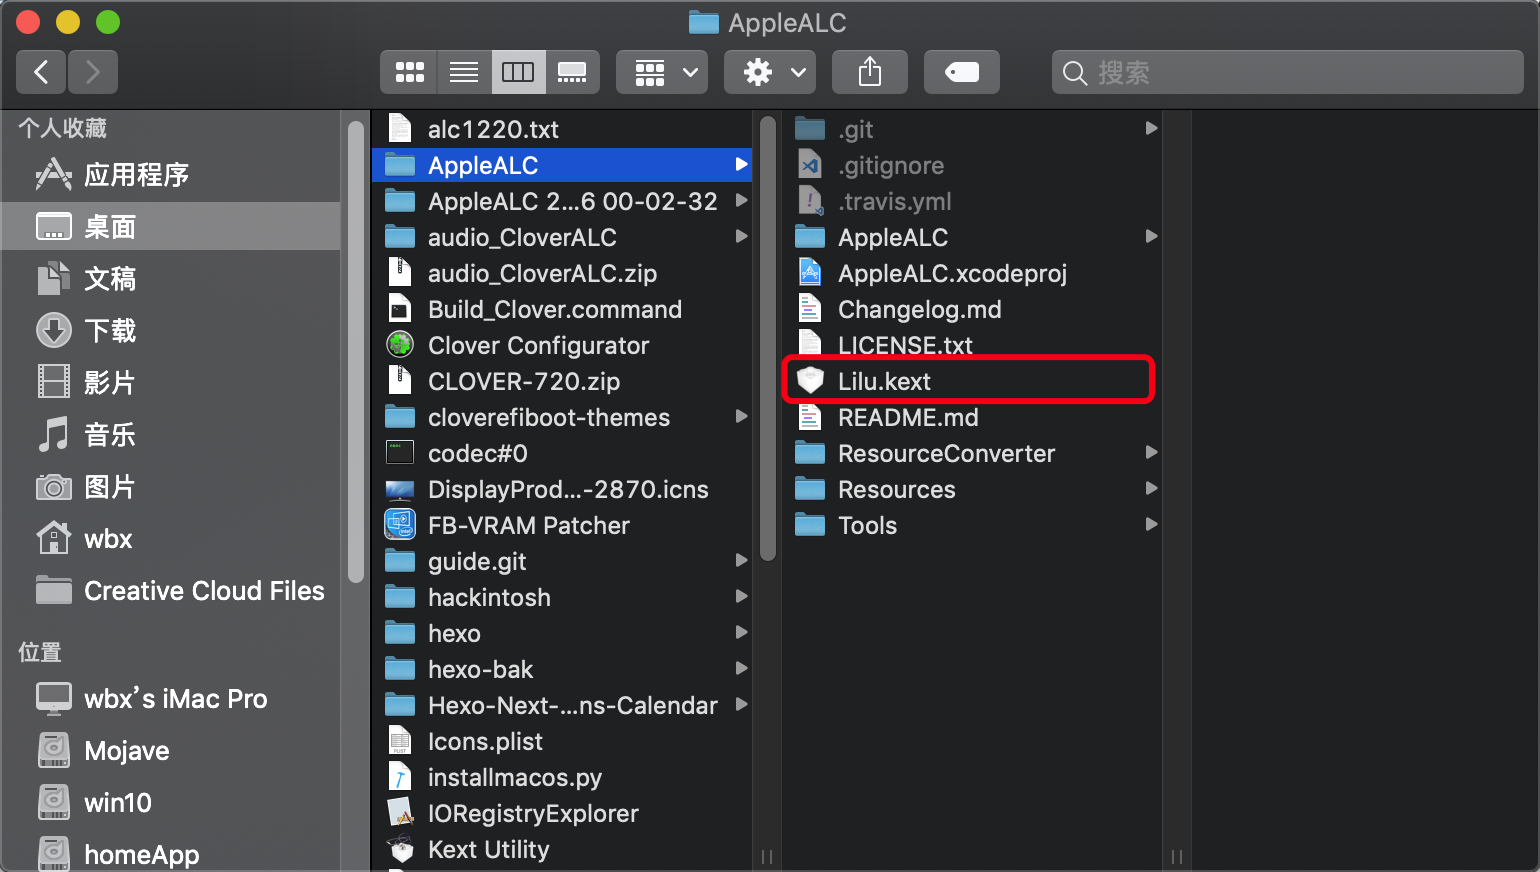 AppleALC
搜索
个人收藏
应用程序
桌面
文稿
下载
影片
音乐
图片
wbx
Creative Cloud Files
位置
wbx's iMac Pro
Mojave
win10
homeApp
alc1220.txt
AppleALC
AppleALC 2...6 00-02-32
audio_CloverALC
audio_CloverALC.zip
Build_Clover.command
Clover Configurator
CLOVER-720.zip
cloverefiboot-themes
codec#0
DisplayProd...-2870.icns
FB-VRAM Patcher
guide.git
hackintosh
hexo
hexo-bak
Hexo-Next-...ns-Calendar
Icons.plist
installmacos.py
IORegistryExplorer
Kext Utility
.git
.gitignore
.travis.yml
AppleALC
AppleALC.xcodeproj
Changelog.md
LICENSE.txt
Lilu.kext
README.md
ResourceConverter
Resources
Tools